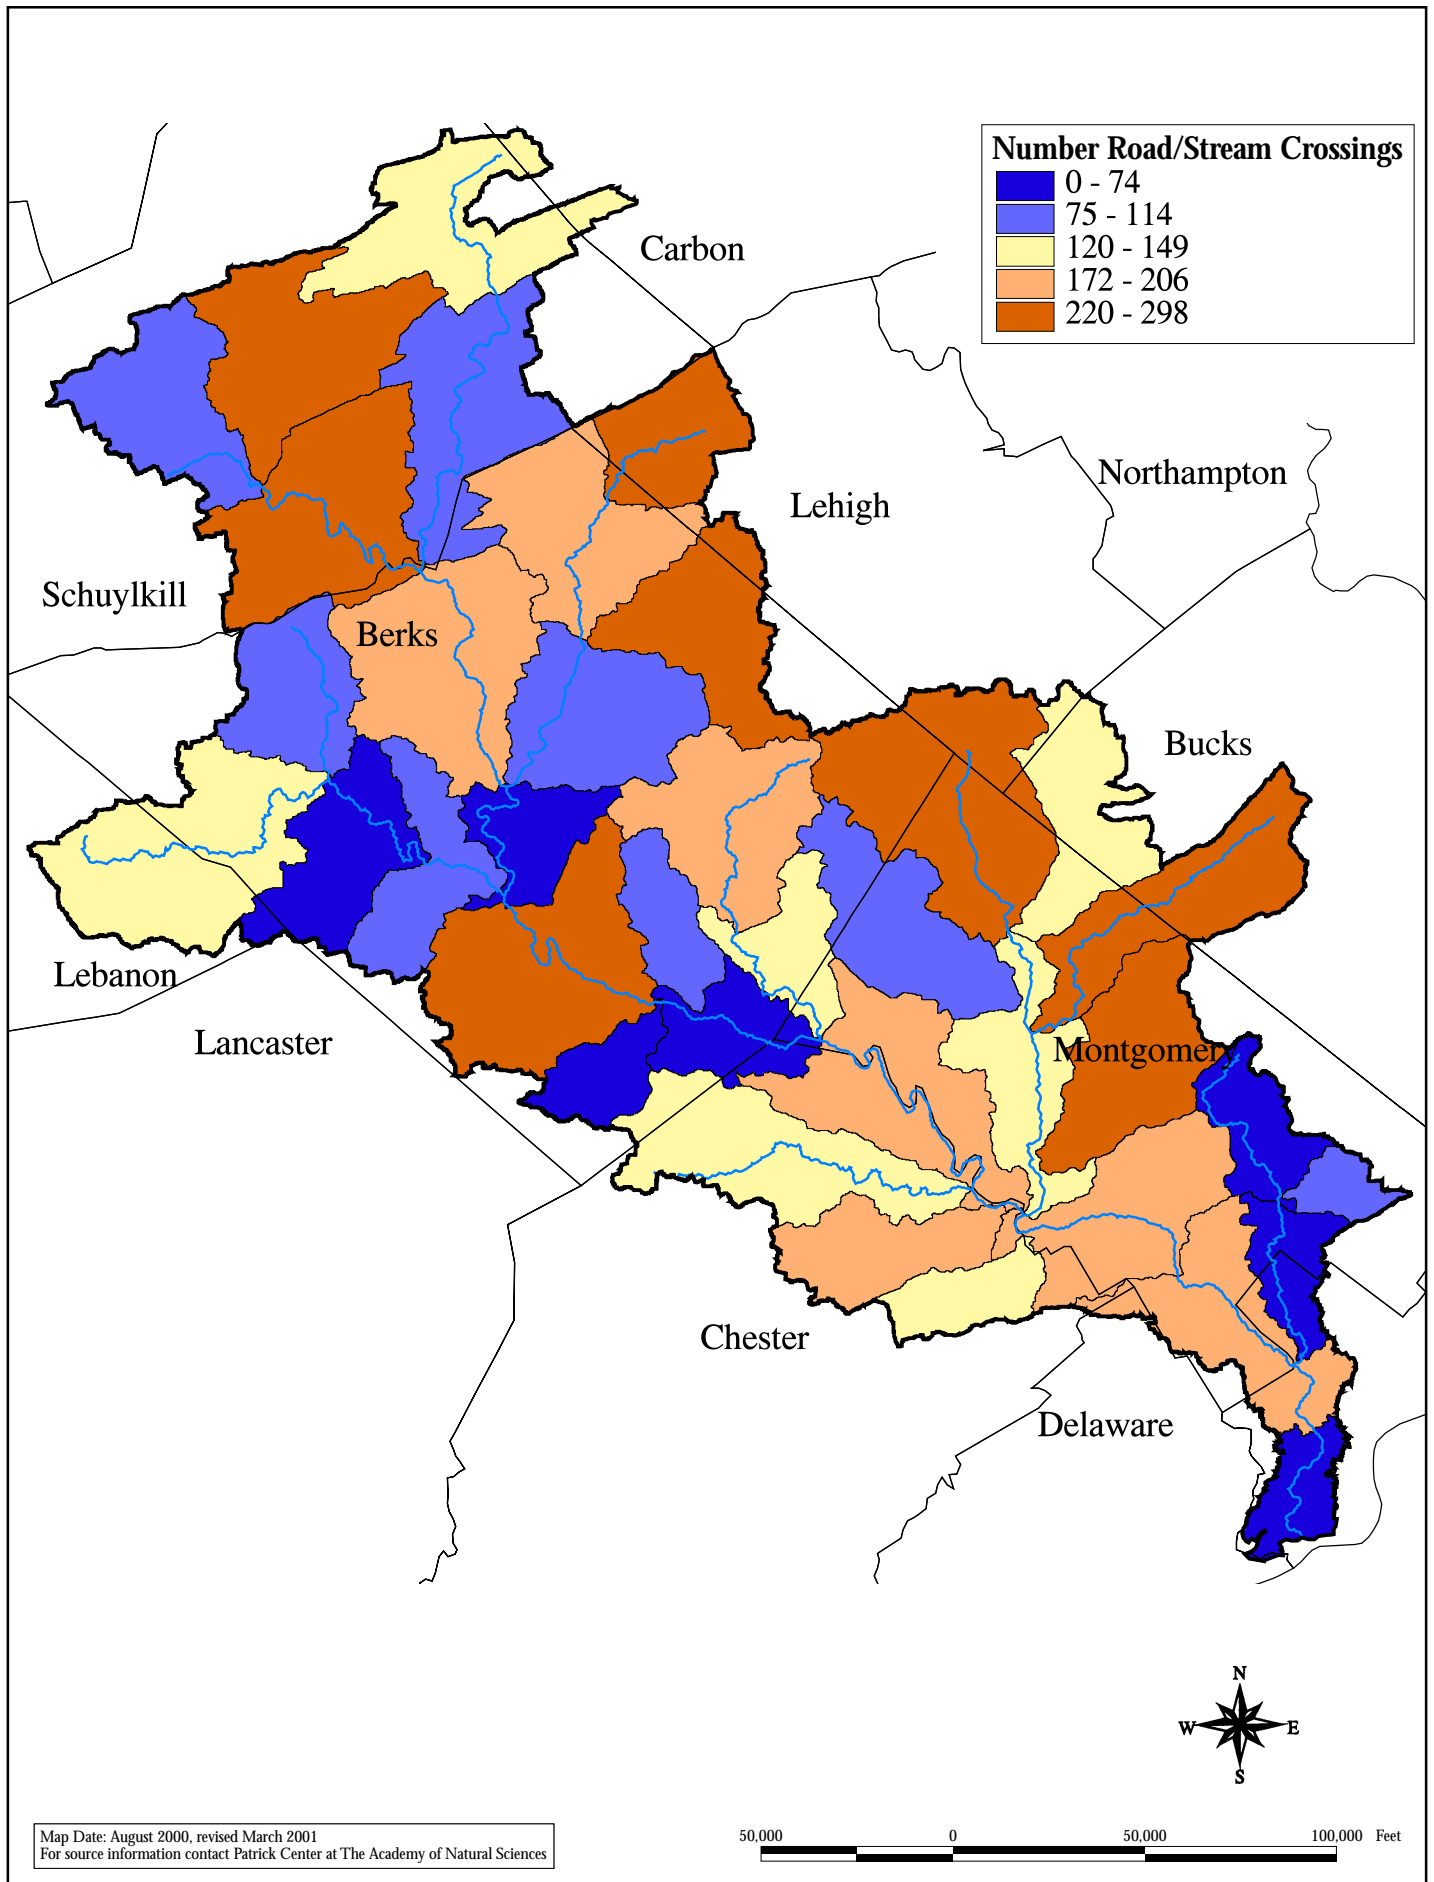 Number Road/Stream Crossings
0 - 74
75 - 114
120 - 149
172 - 206
220 - 298
Carbon
Northampton
Lehigh
Schuylkill
Berks
Bucks
Lebanon
Lancaster
Montgomery
Chester
Delaware
N
W E
S
Map Date: August 2000, revised March 2001
For source information contact Patrick Center at The Academy of Natural Sciences
50,000 0 50,000 100,000 Feet